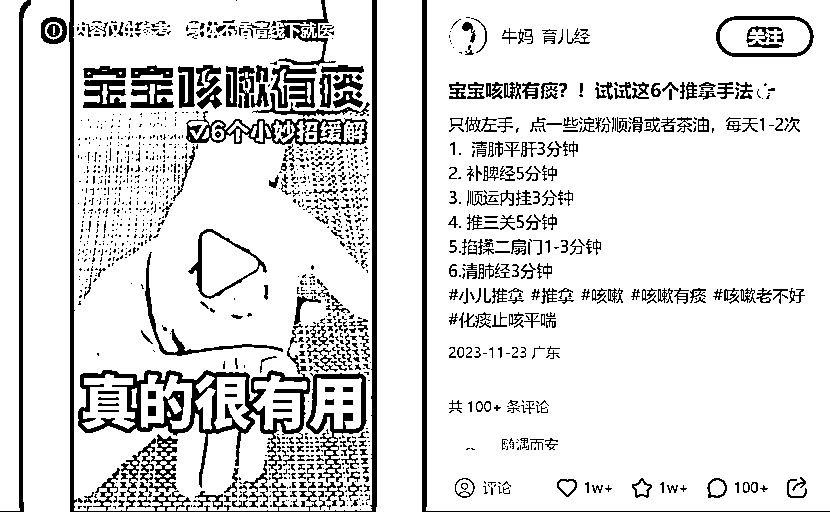 内容仅供参考 身体不适请线下就医
宝宝咳嗽有痰
6个小妙招缓解
真的很有用
牛妈 育儿经
关注
宝宝咳嗽有痰？！试试这6个推拿手法👉
只做左手，点一些淀粉顺滑或者茶油，每天1-2次
1. 清肺平肝3分钟
2. 补脾经5分钟
3. 顺运内挂3分钟
4. 推三关5分钟
5.掐揉二扇门1-3分钟
6.清肺经3分钟
#小儿推拿 #推拿 #咳嗽 #咳嗽有痰 #咳嗽老不好
#化痰止咳平喘
2023-11-23 广东
共 100+ 条评论
随遇而安
评论 1w+ 1w+ 100+